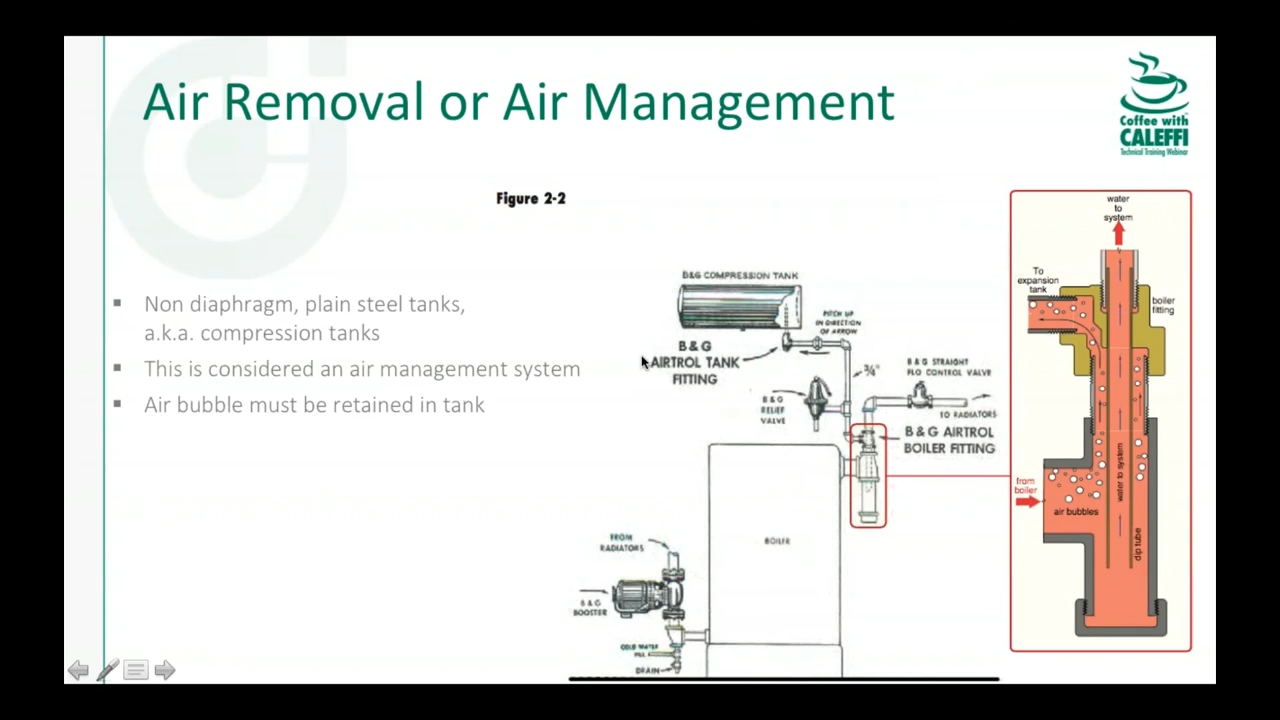 Air Removal or Air Management
Coffee with
CALEFFI
Technical Training Webinar
Figure 2-2
▪ Non diaphragm, plain steel tanks,
a.k.a. compression tanks
▪ This is considered an air management system
▪ Air bubble must be retained in tank
B&G COMPRESSION TANK
PITCH UP
IN DIRECTION
OF ARROW
B & G
AIRTROL TANK
FITTING
3/4"
B & G STRAIGHT
FLO CONTROL VALVE
B & G
RELIEF
VALVE
TO RADIATORS
B & G AIRTROL
BOILER FITTING
BOILER
FROM
RADIATORS
B & G
BOOSTER
COLD WATER
FILL
DRAIN
water
to
system
To
expansion
tank
boiler
fitting
from
boiler
air bubbles
water to system
dip tube